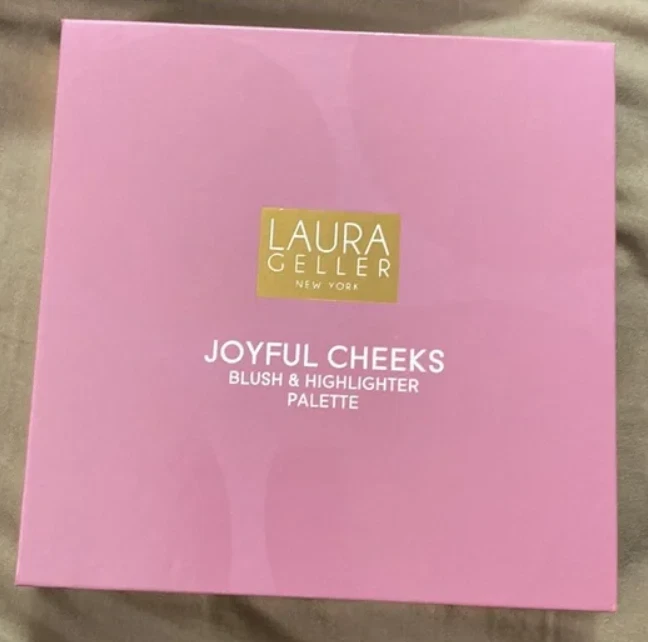 LAURA
GELLER
NEW YORK
JOYFUL CHEEKS
BLUSH & HIGHLIGHTER
PALETTE